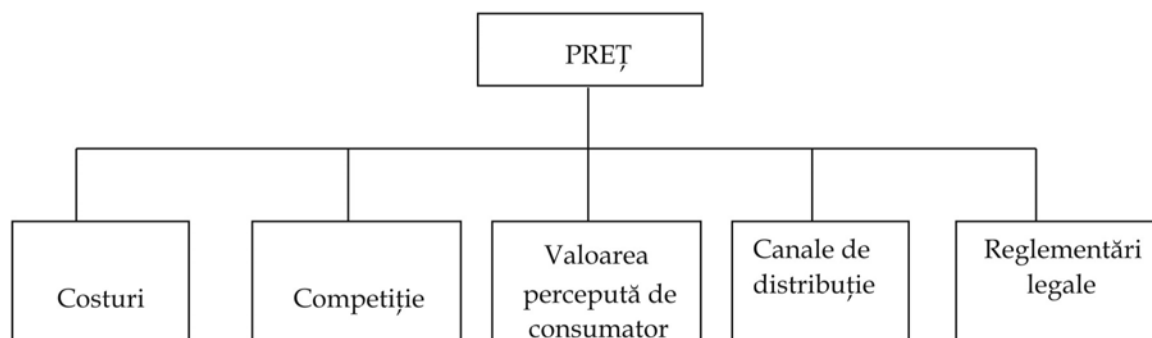 PREȚ
Costuri
Competiție
Valoarea
percepută de
consumator
Canale de
distribuție
Reglementări
legale